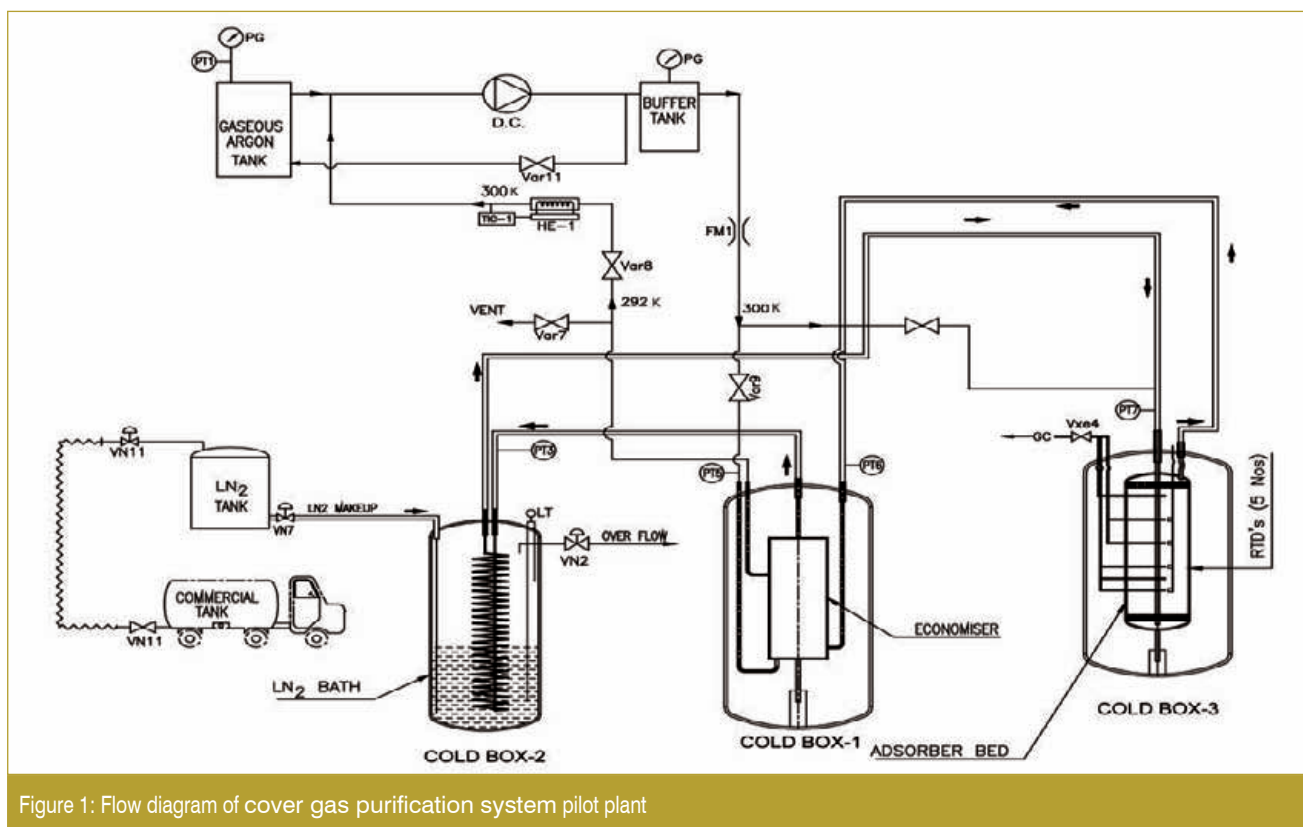 PG
PT1
GASEOUS
ARGON
TANK
D.C.
PG
BUFFER
TANK
Var11
300 K
TIC-1
HE-1
FM1
Var8
292 K
VENT
Var7
300 K
Var9
VN11
LN2
TANK
LN2 MAKEUP
VN7
PT3
LT
OVER FLOW
VN2
PT5
PT6
PT7
GC
Vxe4
RTD's (5 Nos)
COMMERCIAL
TANK
VN11
ECONOMISER
LN2 BATH
COLD BOX-2
COLD BOX-1
COLD BOX-3
ADSORBER BED
Figure 1: Flow diagram of cover gas purification system pilot plant